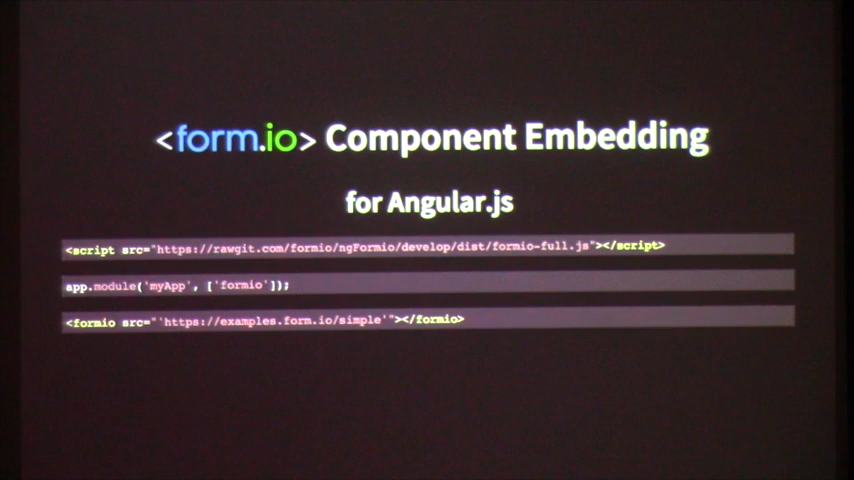 <form.io> Component Embedding
for Angular.js
<script src="https://rawgit.com/formio/ngFormio/develop/dist/formio-full.js"></script>
app.module('myApp', ['formio']);
<formio src="'https://examples.form.io/simple'"></formio>